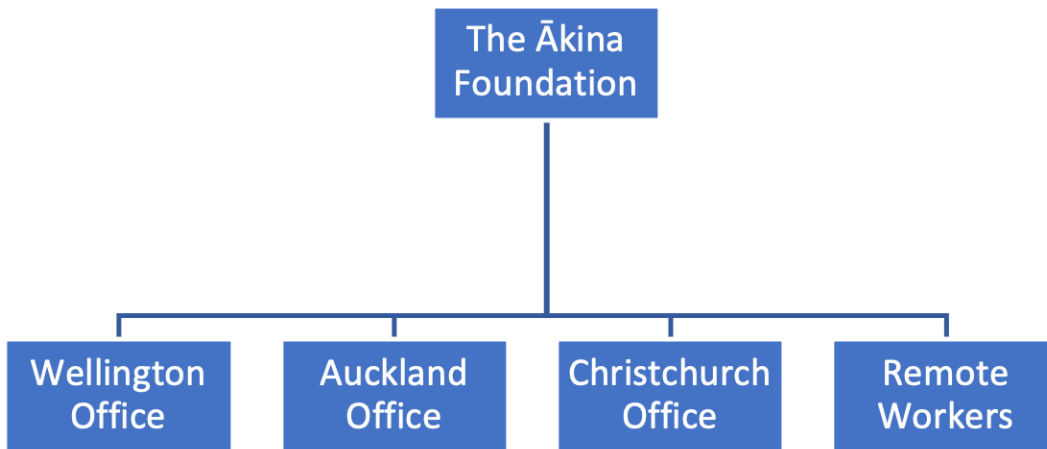 The Ākina
Foundation
Wellington
Office
Auckland
Office
Christchurch
Office
Remote
Workers